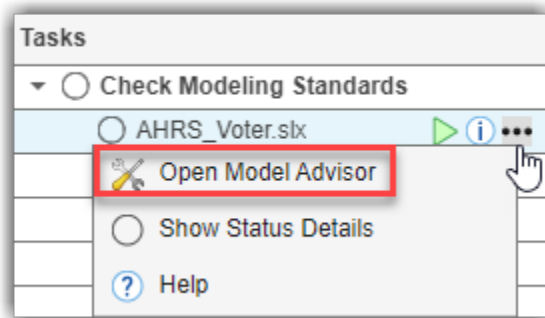 Tasks
Check Modeling Standards
AHRS_Voter.slx
Open Model Advisor
Show Status Details
Help